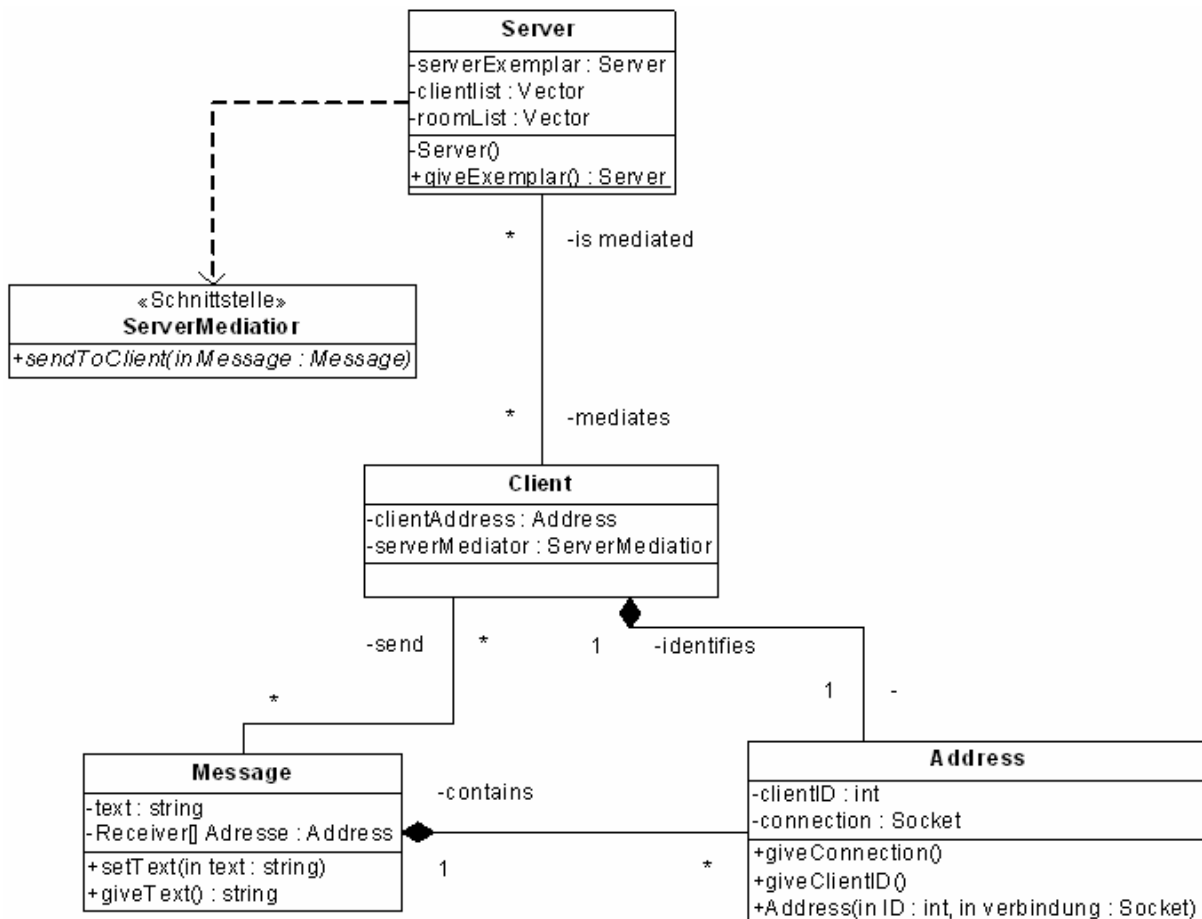 Server
-serverExemplar : Server
-clientlist : Vector
-roomList : Vector
-Server()
+giveExemplar() : Server
* -is mediated
«Schnittstelle»
ServerMediatior
+sendToClient(in Message : Message)
* -mediates
Client
-clientAddress : Address
-serverMediator : ServerMediatior
-send * 1 -identifies
* 1 -
Message
-text : string
-Receiver[] Adresse : Address
+setText(in text : string)
+giveText() : string
-contains
1 *
Address
-clientID : int
-connection : Socket
+giveConnection()
+giveClientID()
+Address(in ID : int, in verbindung : Socket)